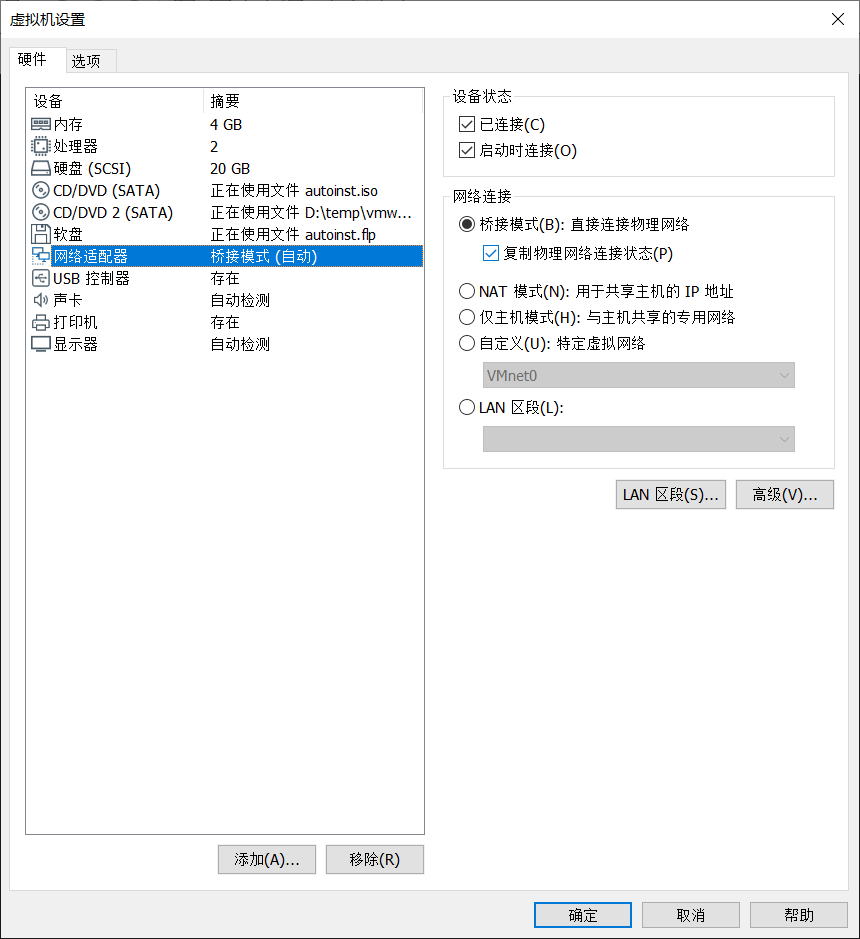 虚拟机设置
硬件 选项
设备 摘要
内存 4 GB
处理器 2
硬盘 (SCSI) 20 GB
CD/DVD (SATA) 正在使用文件 autoinst.iso
CD/DVD 2 (SATA) 正在使用文件 D:\temp\vmw...
软盘 正在使用文件 autoinst.flp
网络适配器 桥接模式 (自动)
USB 控制器 存在
声卡 自动检测
打印机 存在
显示器 自动检测
添加(A)... 移除(R)
设备状态
已连接(C)
启动时连接(O)
网络连接
桥接模式(B): 直接连接物理网络
复制物理网络连接状态(P)
NAT 模式(N): 用于共享主机的 IP 地址
仅主机模式(H): 与主机共享的专用网络
自定义(U): 特定虚拟网络
VMnet0
LAN 区段(L):
LAN 区段(S)... 高级(V)...
确定 取消 帮助